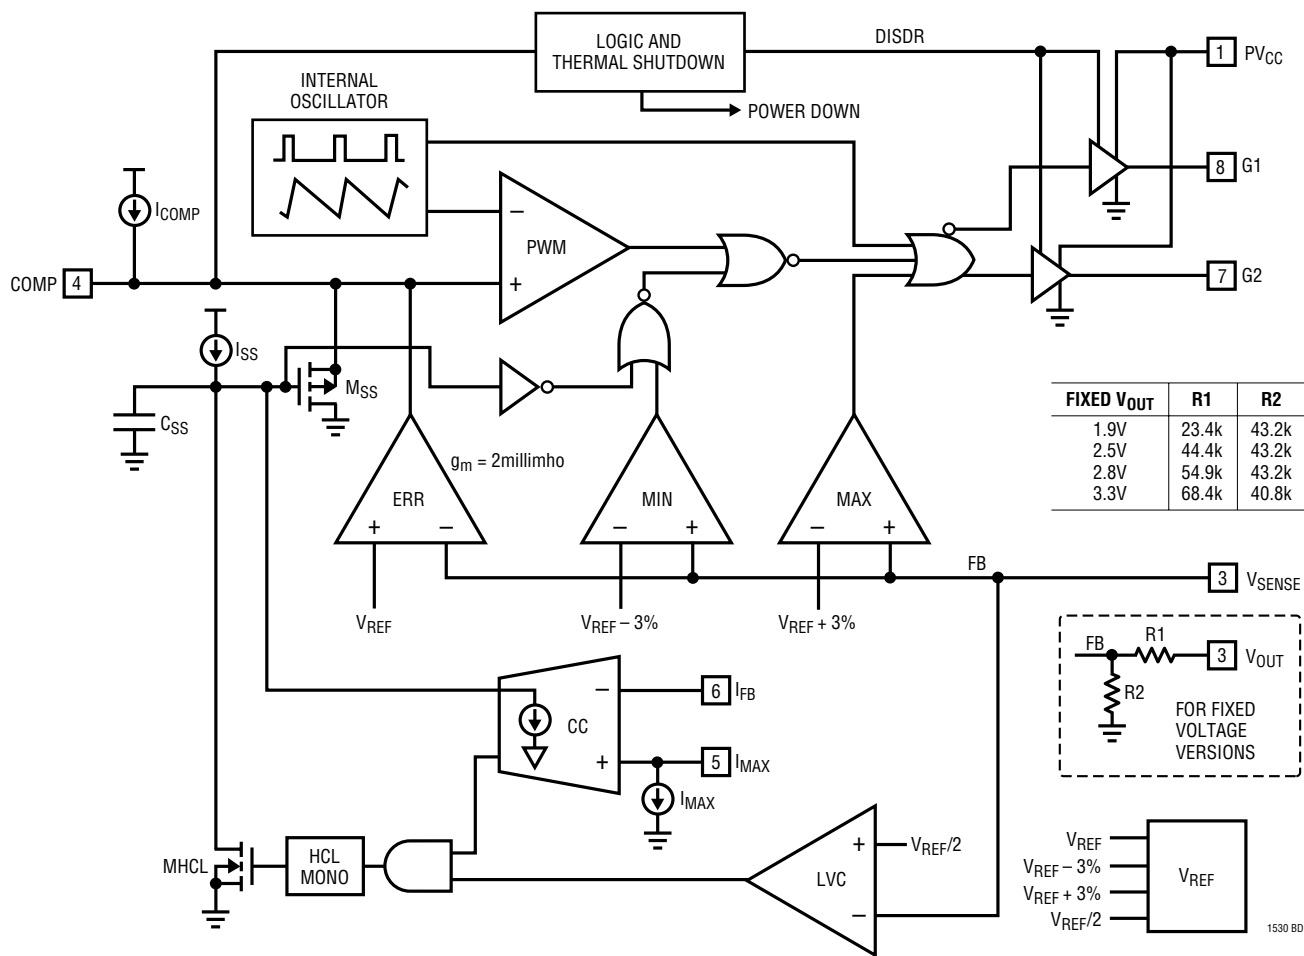 LOGIC AND
THERMAL SHUTDOWN
DISDR
1 PVCC
INTERNAL
OSCILLATOR
POWER DOWN
8 G1
ICOMP
−
PWM
+
COMP 4
7 G2
ISS
MSS
CSS
FIXED VOUT R1 R2
1.9V 23.4k 43.2k
2.5V 44.4k 43.2k
2.8V 54.9k 43.2k
3.3V 68.4k 40.8k
gm = 2millimho
ERR
+ −
MIN
− +
MAX
− +
FB
3 VSENSE
VREF
VREF – 3%
VREF + 3%
FB
R1
3 VOUT
R2
FOR FIXED
VOLTAGE
VERSIONS
−
6 IFB
CC
+
5 IMAX
IMAX
MHCL
HCL
MONO
+
VREF/2
LVC
−
VREF
VREF – 3%
VREF + 3%
VREF/2
VREF
1530 BD